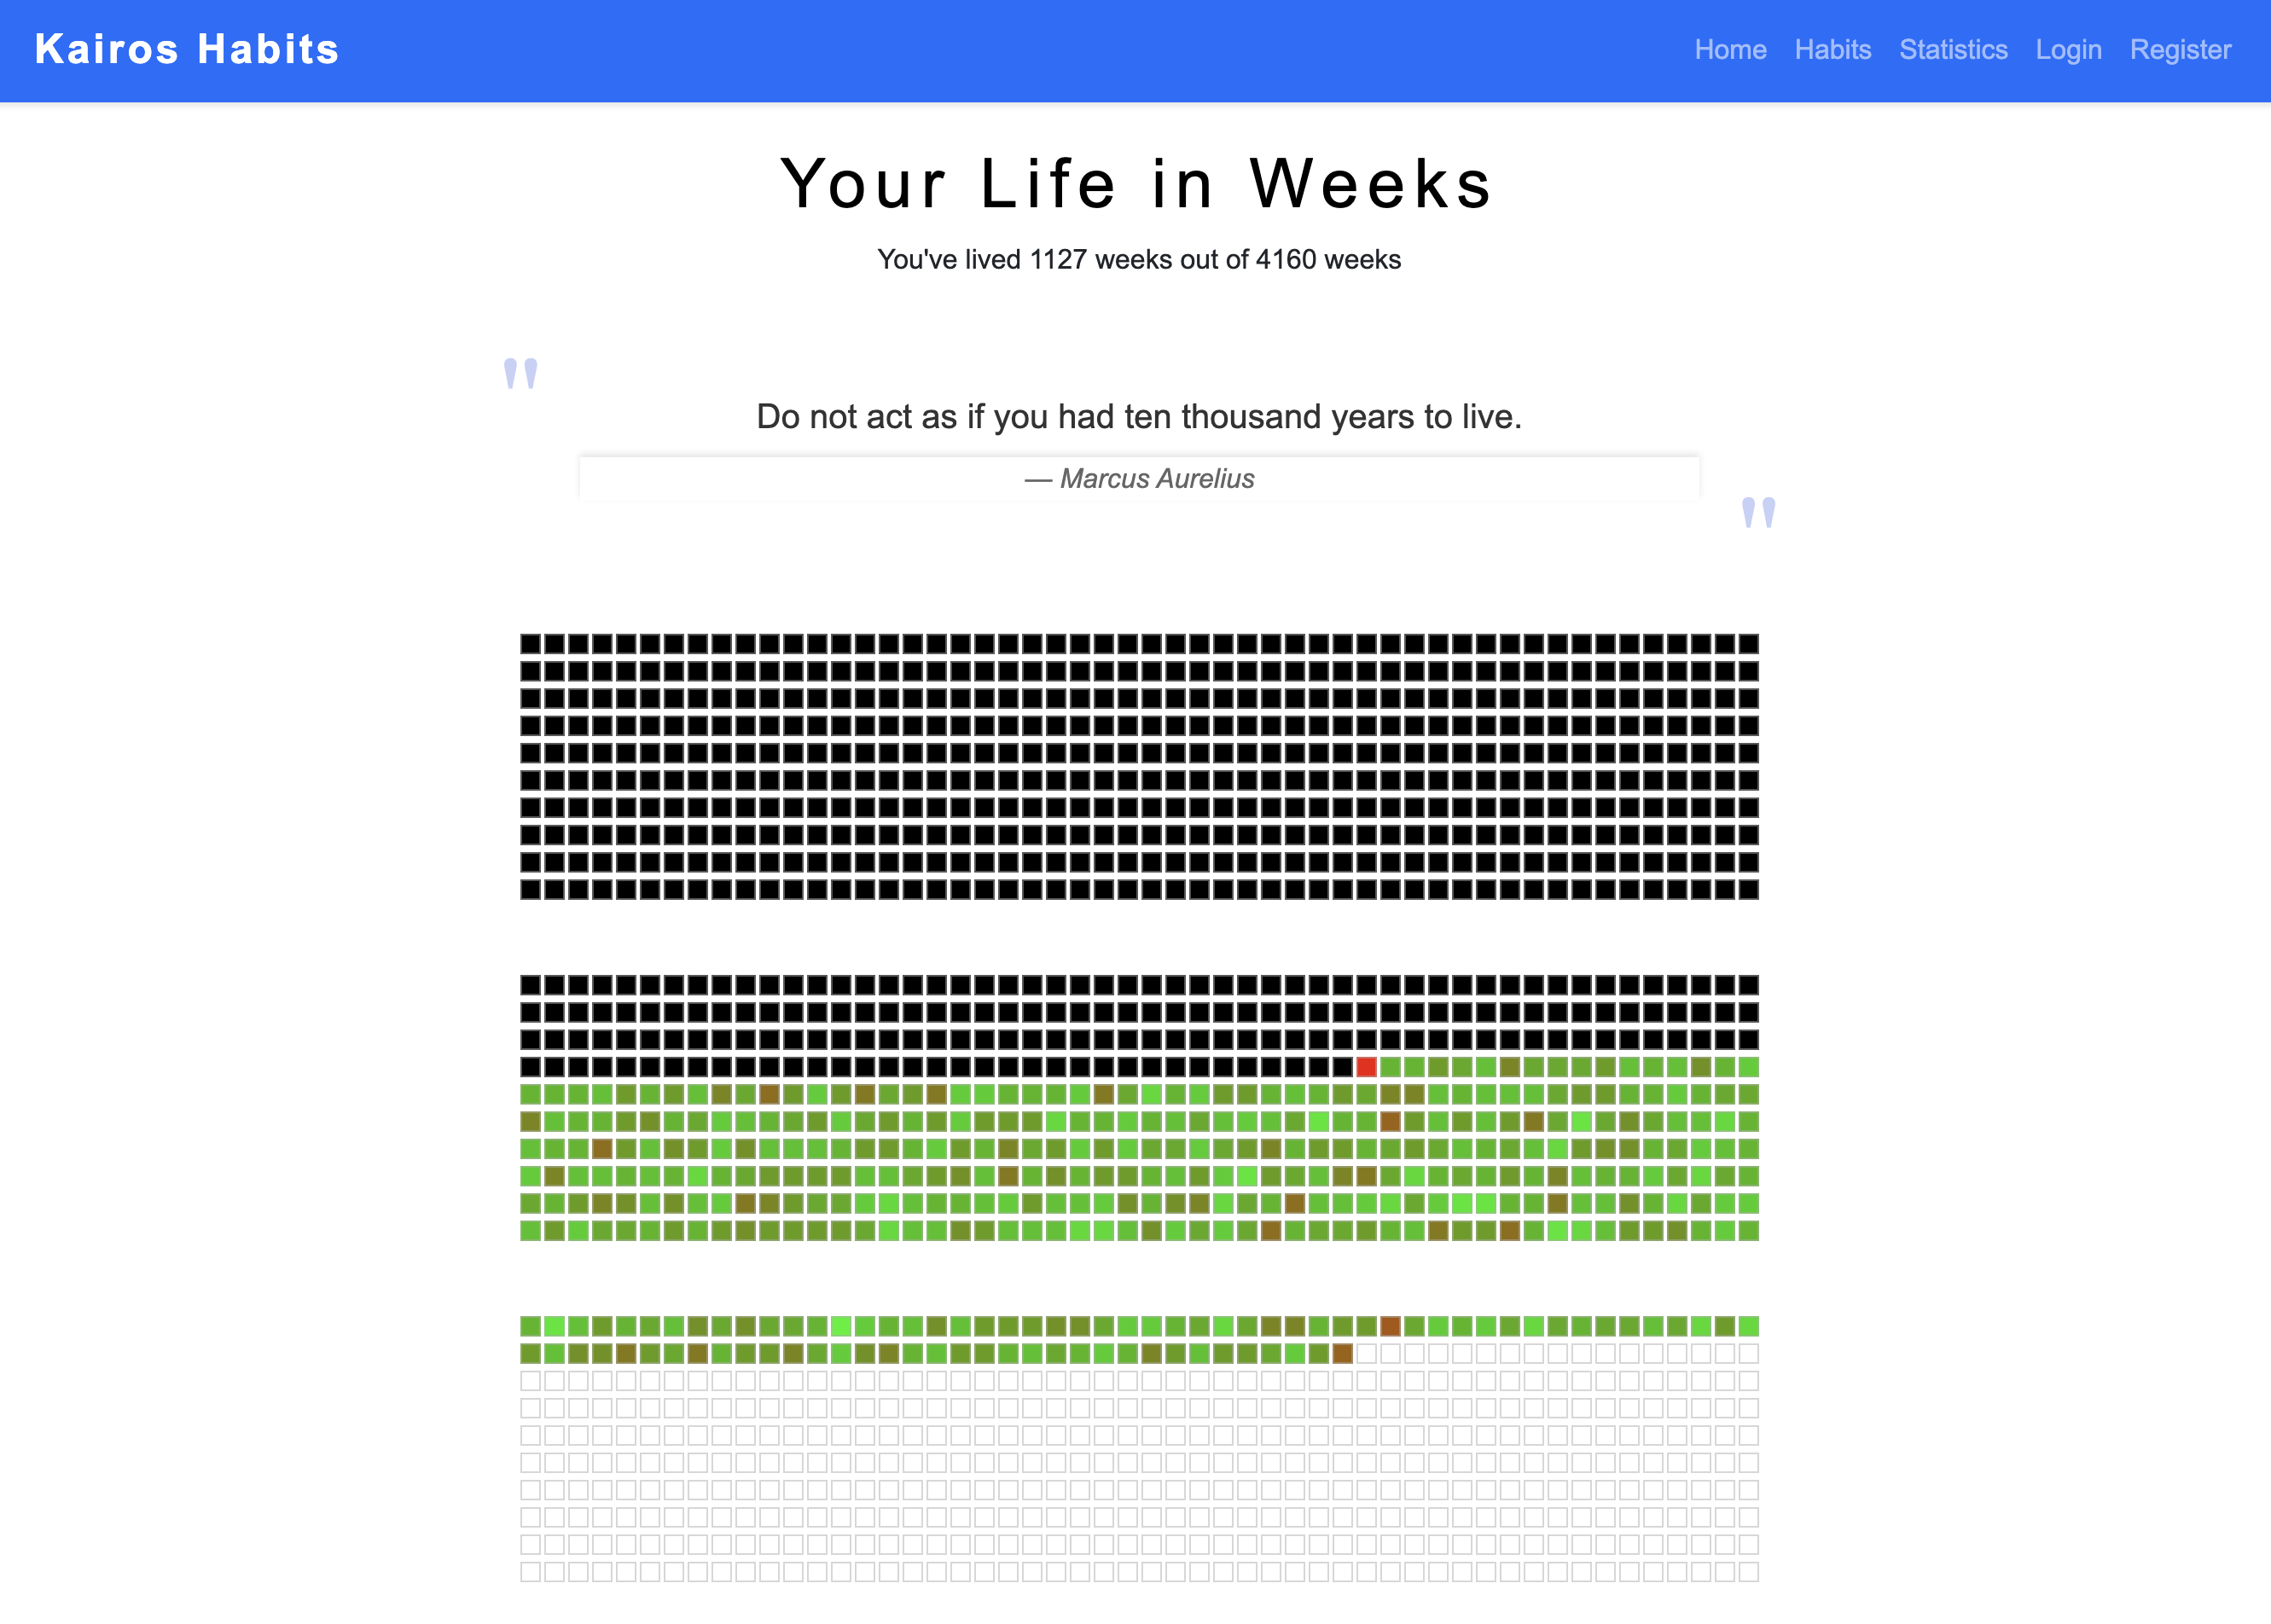 Kairos Habits
Home Habits Statistics Login Register
Your Life in Weeks
You've lived 1127 weeks out of 4160 weeks
"
Do not act as if you had ten thousand years to live.
— Marcus Aurelius
"